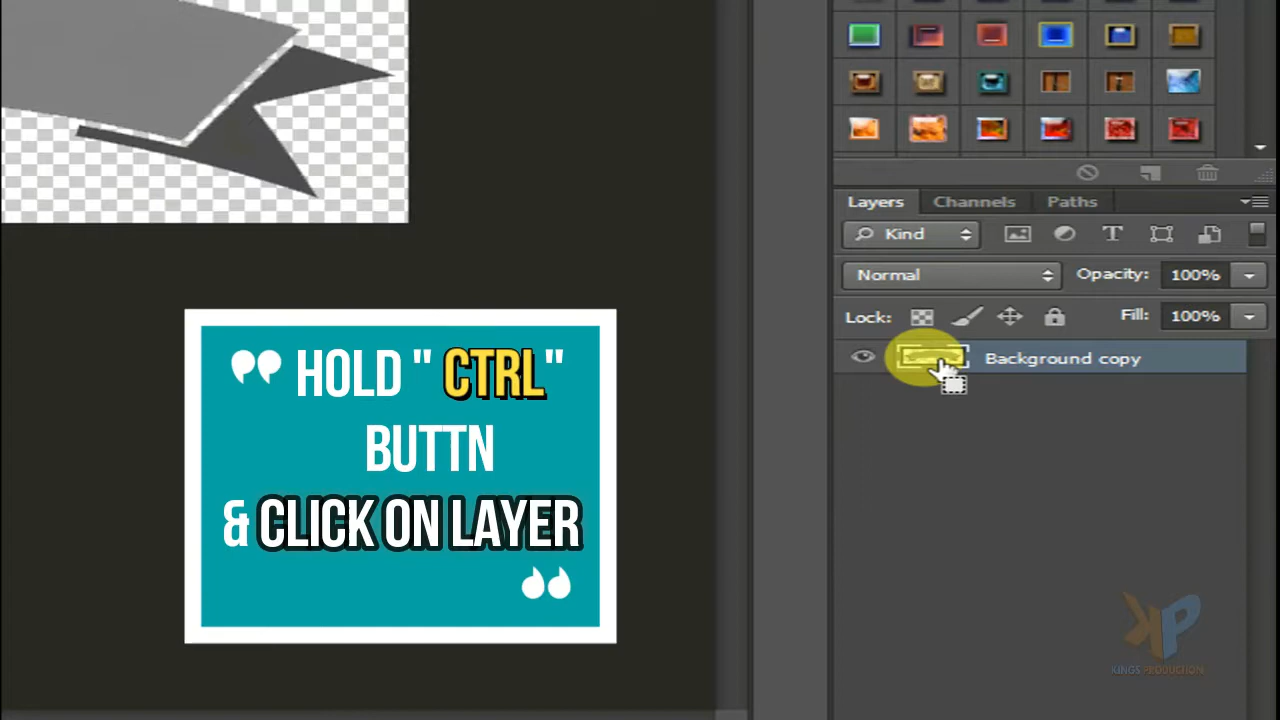 Layers Channels Paths
Kind
Normal Opacity: 100%
Lock: Fill: 100%
Background copy
HOLD " CTRL"
BUTTN
& CLICK ON LAYER
KP
KINGS PRODUCTION